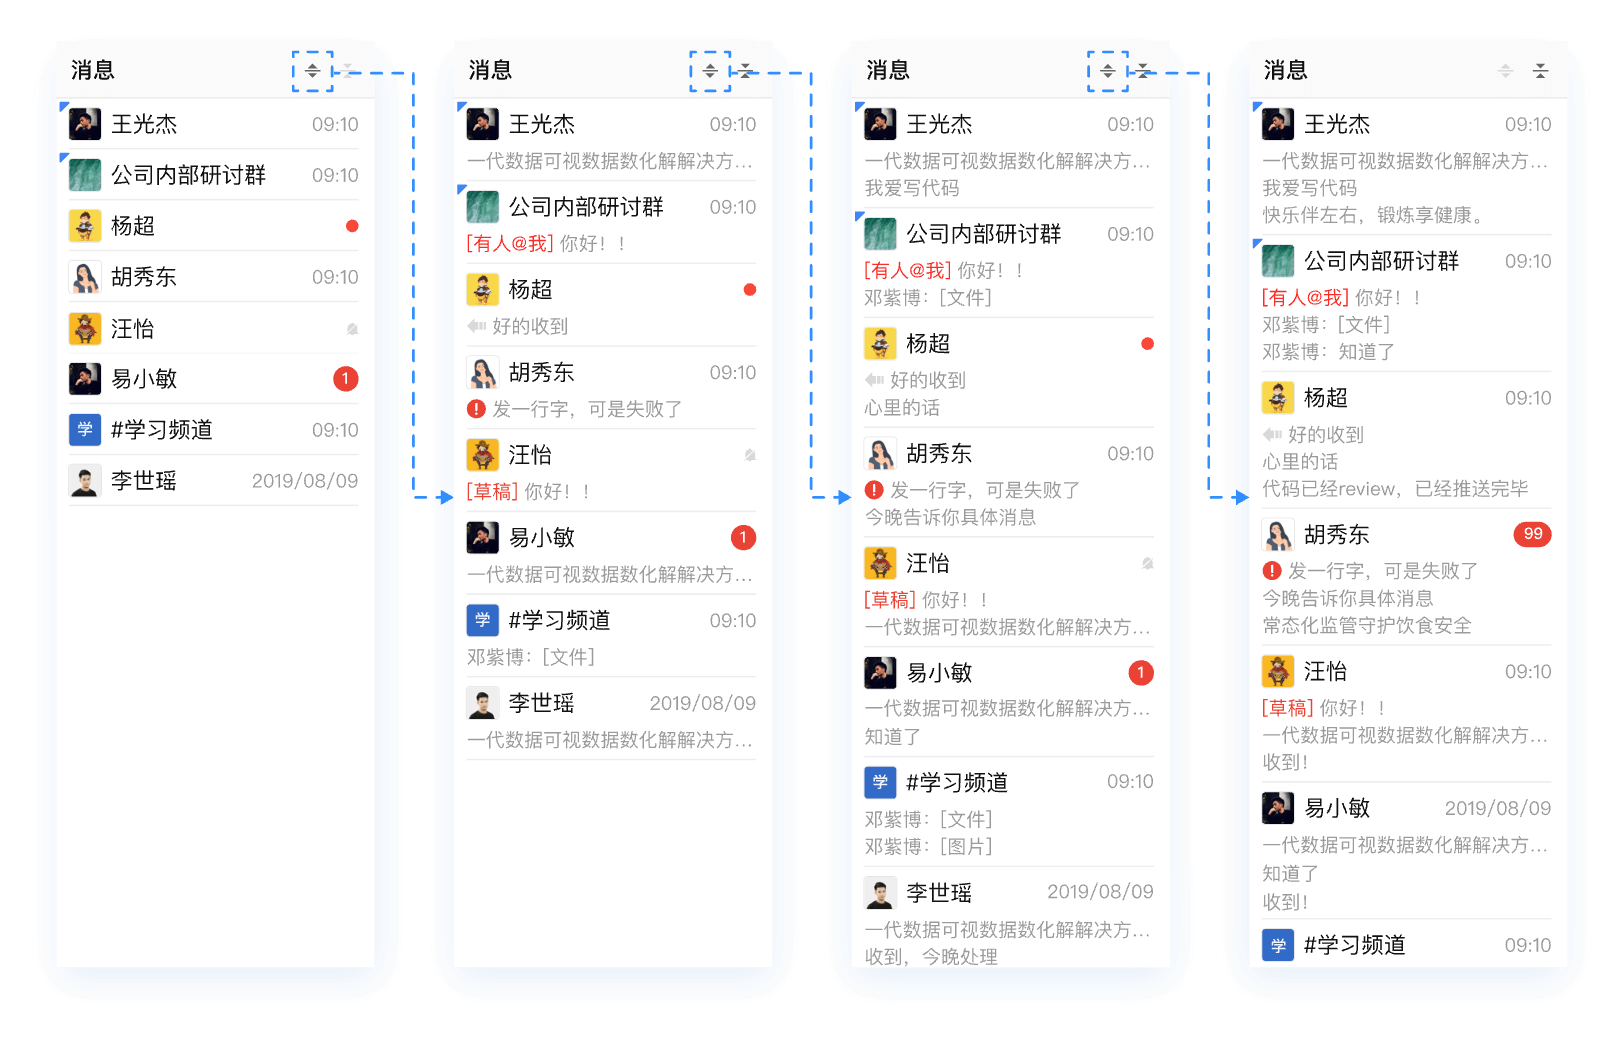 消息
王光杰 09:10
公司内部研讨群 09:10
杨超
胡秀东 09:10
汪怡
易小敏 1
学 #学习频道 09:10
李世瑶 2019/08/09
消息
王光杰 09:10
一代数据可视数据数化解解决方...
公司内部研讨群 09:10
[有人@我] 你好！！
杨超
好的收到
胡秀东 09:10
! 发一行字，可是失败了
汪怡
[草稿] 你好！！
易小敏 1
一代数据可视数据数化解解决方...
学 #学习频道 09:10
邓紫博：[文件]
李世瑶 2019/08/09
一代数据可视数据数化解解决方...
消息
王光杰 09:10
一代数据可视数据数化解解决方...
我爱写代码
公司内部研讨群 09:10
[有人@我] 你好！！
邓紫博：[文件]
杨超
好的收到
心里的话
胡秀东 09:10
! 发一行字，可是失败了
今晚告诉你具体消息
汪怡
[草稿] 你好！！
一代数据可视数据数化解解决方...
易小敏 1
一代数据可视数据数化解解决方...
知道了
学 #学习频道 09:10
邓紫博：[文件]
邓紫博：[图片]
李世瑶 2019/08/09
一代数据可视数据数化解解决方...
收到，今晚处理
消息
王光杰 09:10
一代数据可视数据数化解解决方...
我爱写代码
快乐伴左右，锻炼享健康。
公司内部研讨群 09:10
[有人@我] 你好！！
邓紫博：[文件]
邓紫博：知道了
杨超 09:10
好的收到
心里的话
代码已经review，已经推送完毕
胡秀东 99
! 发一行字，可是失败了
今晚告诉你具体消息
常态化监管守护饮食安全
汪怡 09:10
[草稿] 你好！！
一代数据可视数据数化解解决方...
收到！
易小敏 2019/08/09
一代数据可视数据数化解解决方...
知道了
收到！
学 #学习频道 09:10